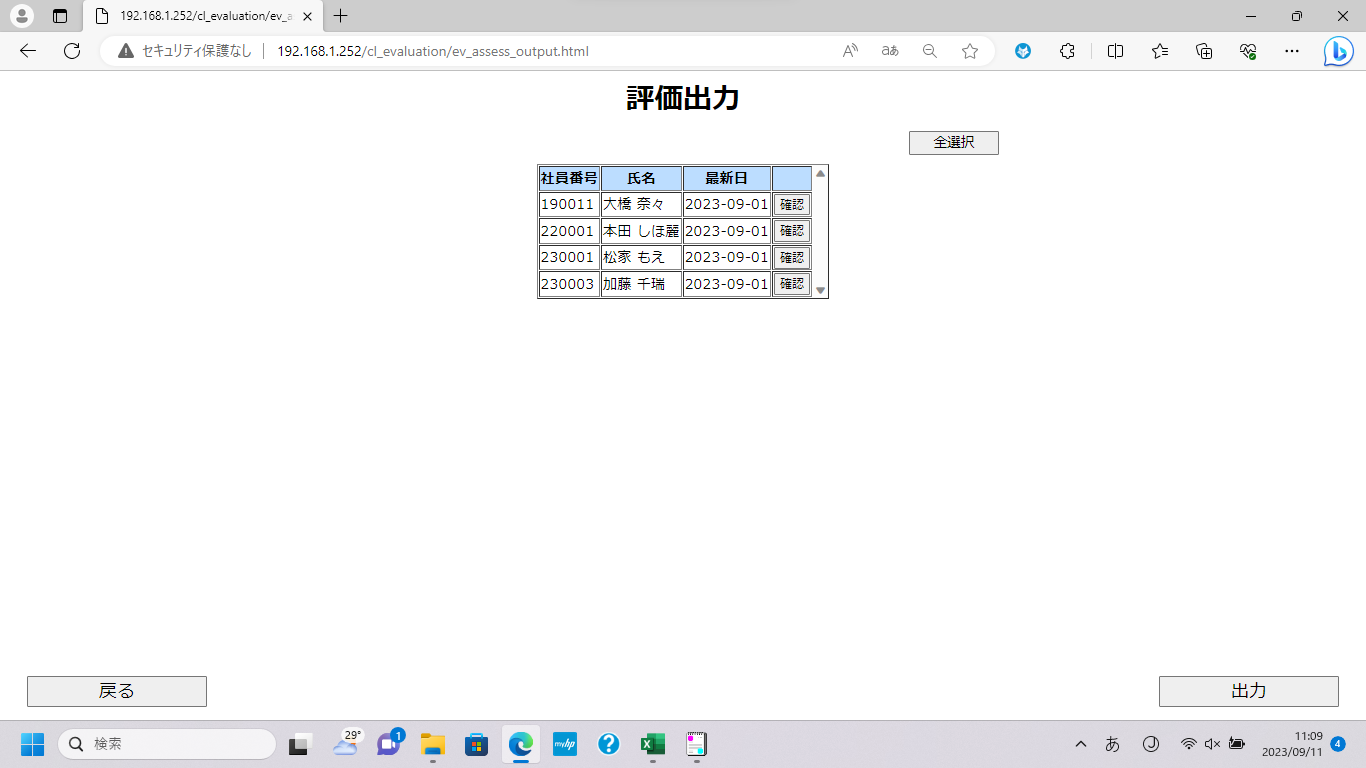 192.168.1.252/cl_evaluation/ev_a
セキュリティ保護なし 192.168.1.252/cl_evaluation/ev_assess_output.html
評価出力
全選択
社員番号 氏名 最新日
190011 大橋 奈々 2023-09-01 確認
220001 本田 しほ麗 2023-09-01 確認
230001 松家 もえ 2023-09-01 確認
230003 加藤 千瑞 2023-09-01 確認
戻る 出力
検索 29° 1 myhp あ 11:09
2023/09/11 4